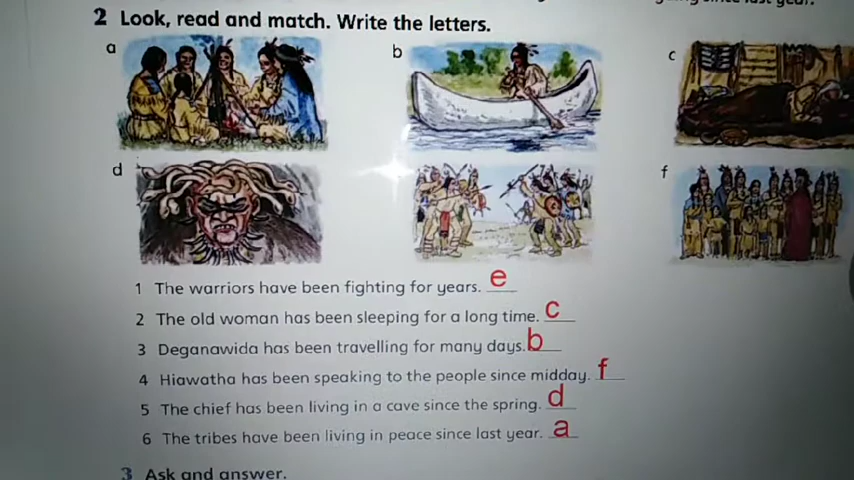 since last year.
2 Look, read and match. Write the letters.
a
b
c
d
f
1 The warriors have been fighting for years. e
2 The old woman has been sleeping for a long time. c
3 Deganawida has been travelling for many days. b
4 Hiawatha has been speaking to the people since midday. f
5 The chief has been living in a cave since the spring. d
6 The tribes have been living in peace since last year. a
3 Ask and answer.